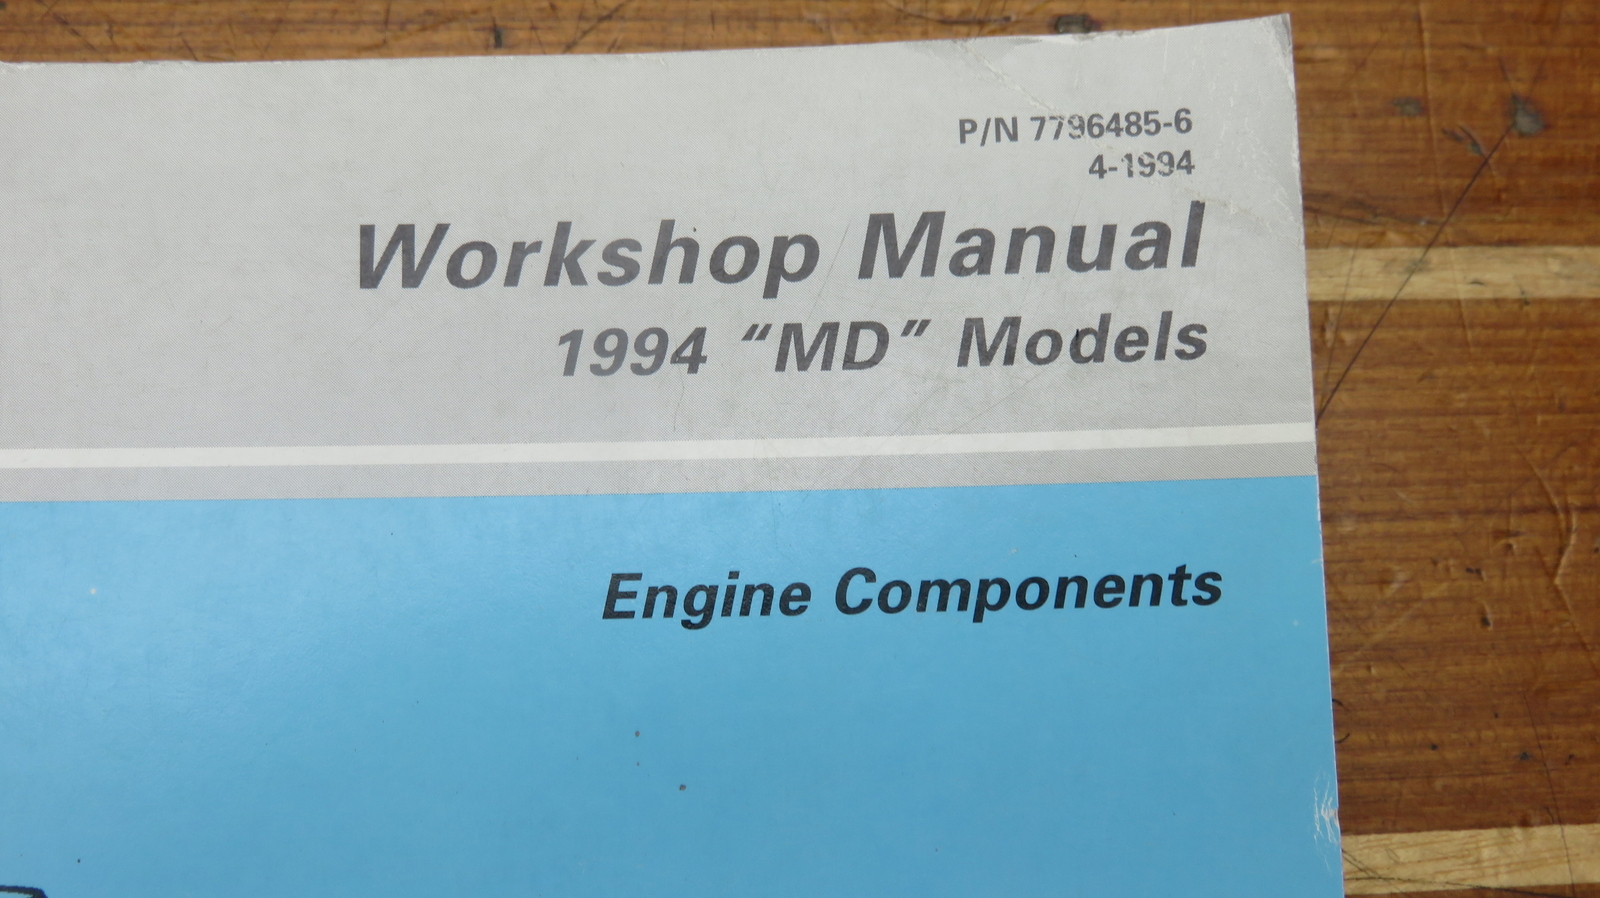 P/N 7796485-6
4-1994
Workshop Manual
1994 “MD” Models
Engine Components